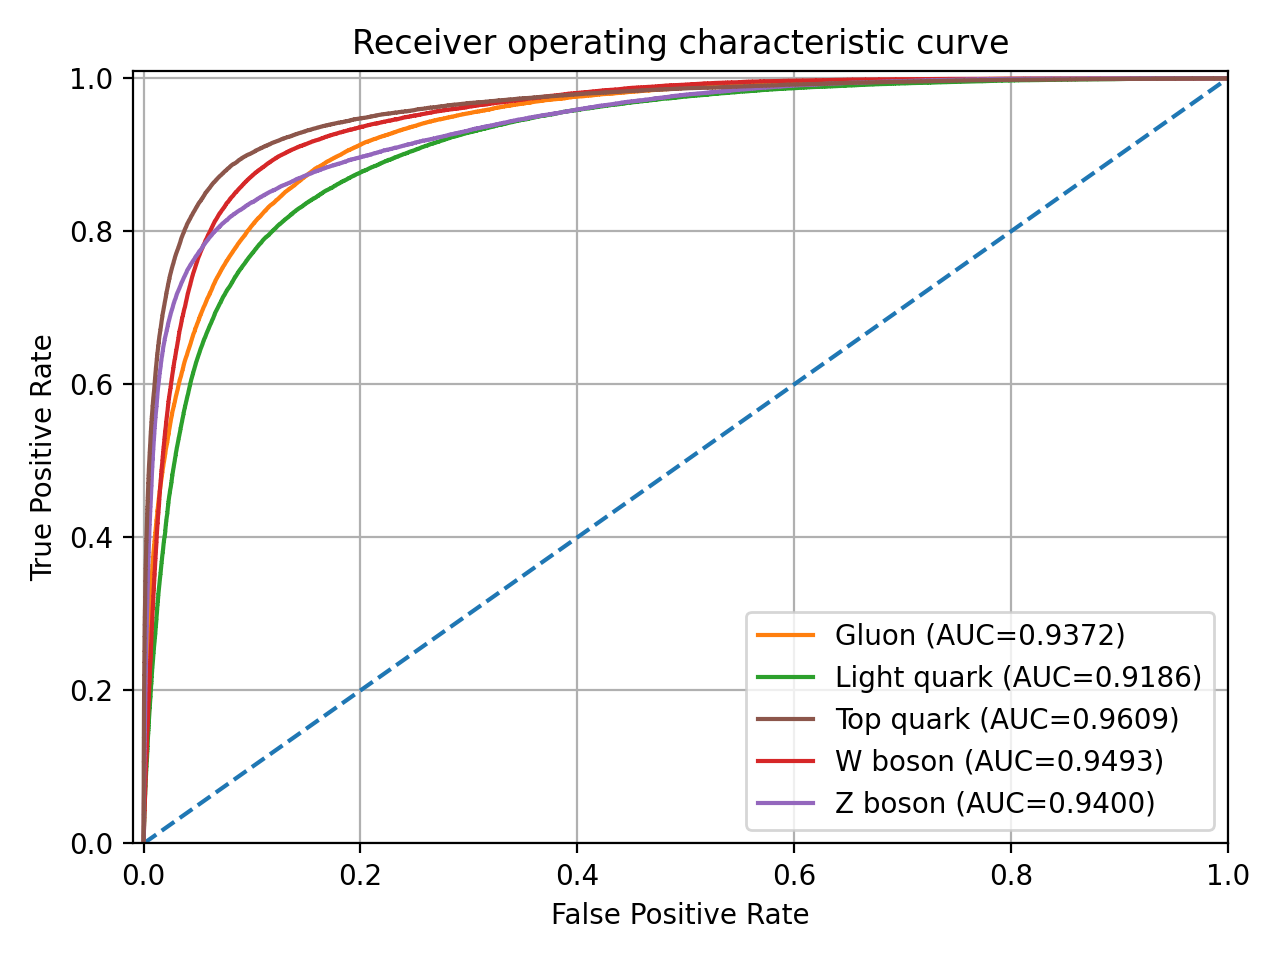 Receiver operating characteristic curve
1.0
0.8
0.6
0.4
0.2
0.0
True Positive Rate
Gluon (AUC=0.9372)
Light quark (AUC=0.9186)
Top quark (AUC=0.9609)
W boson (AUC=0.9493)
Z boson (AUC=0.9400)
0.0 0.2 0.4 0.6 0.8 1.0
False Positive Rate